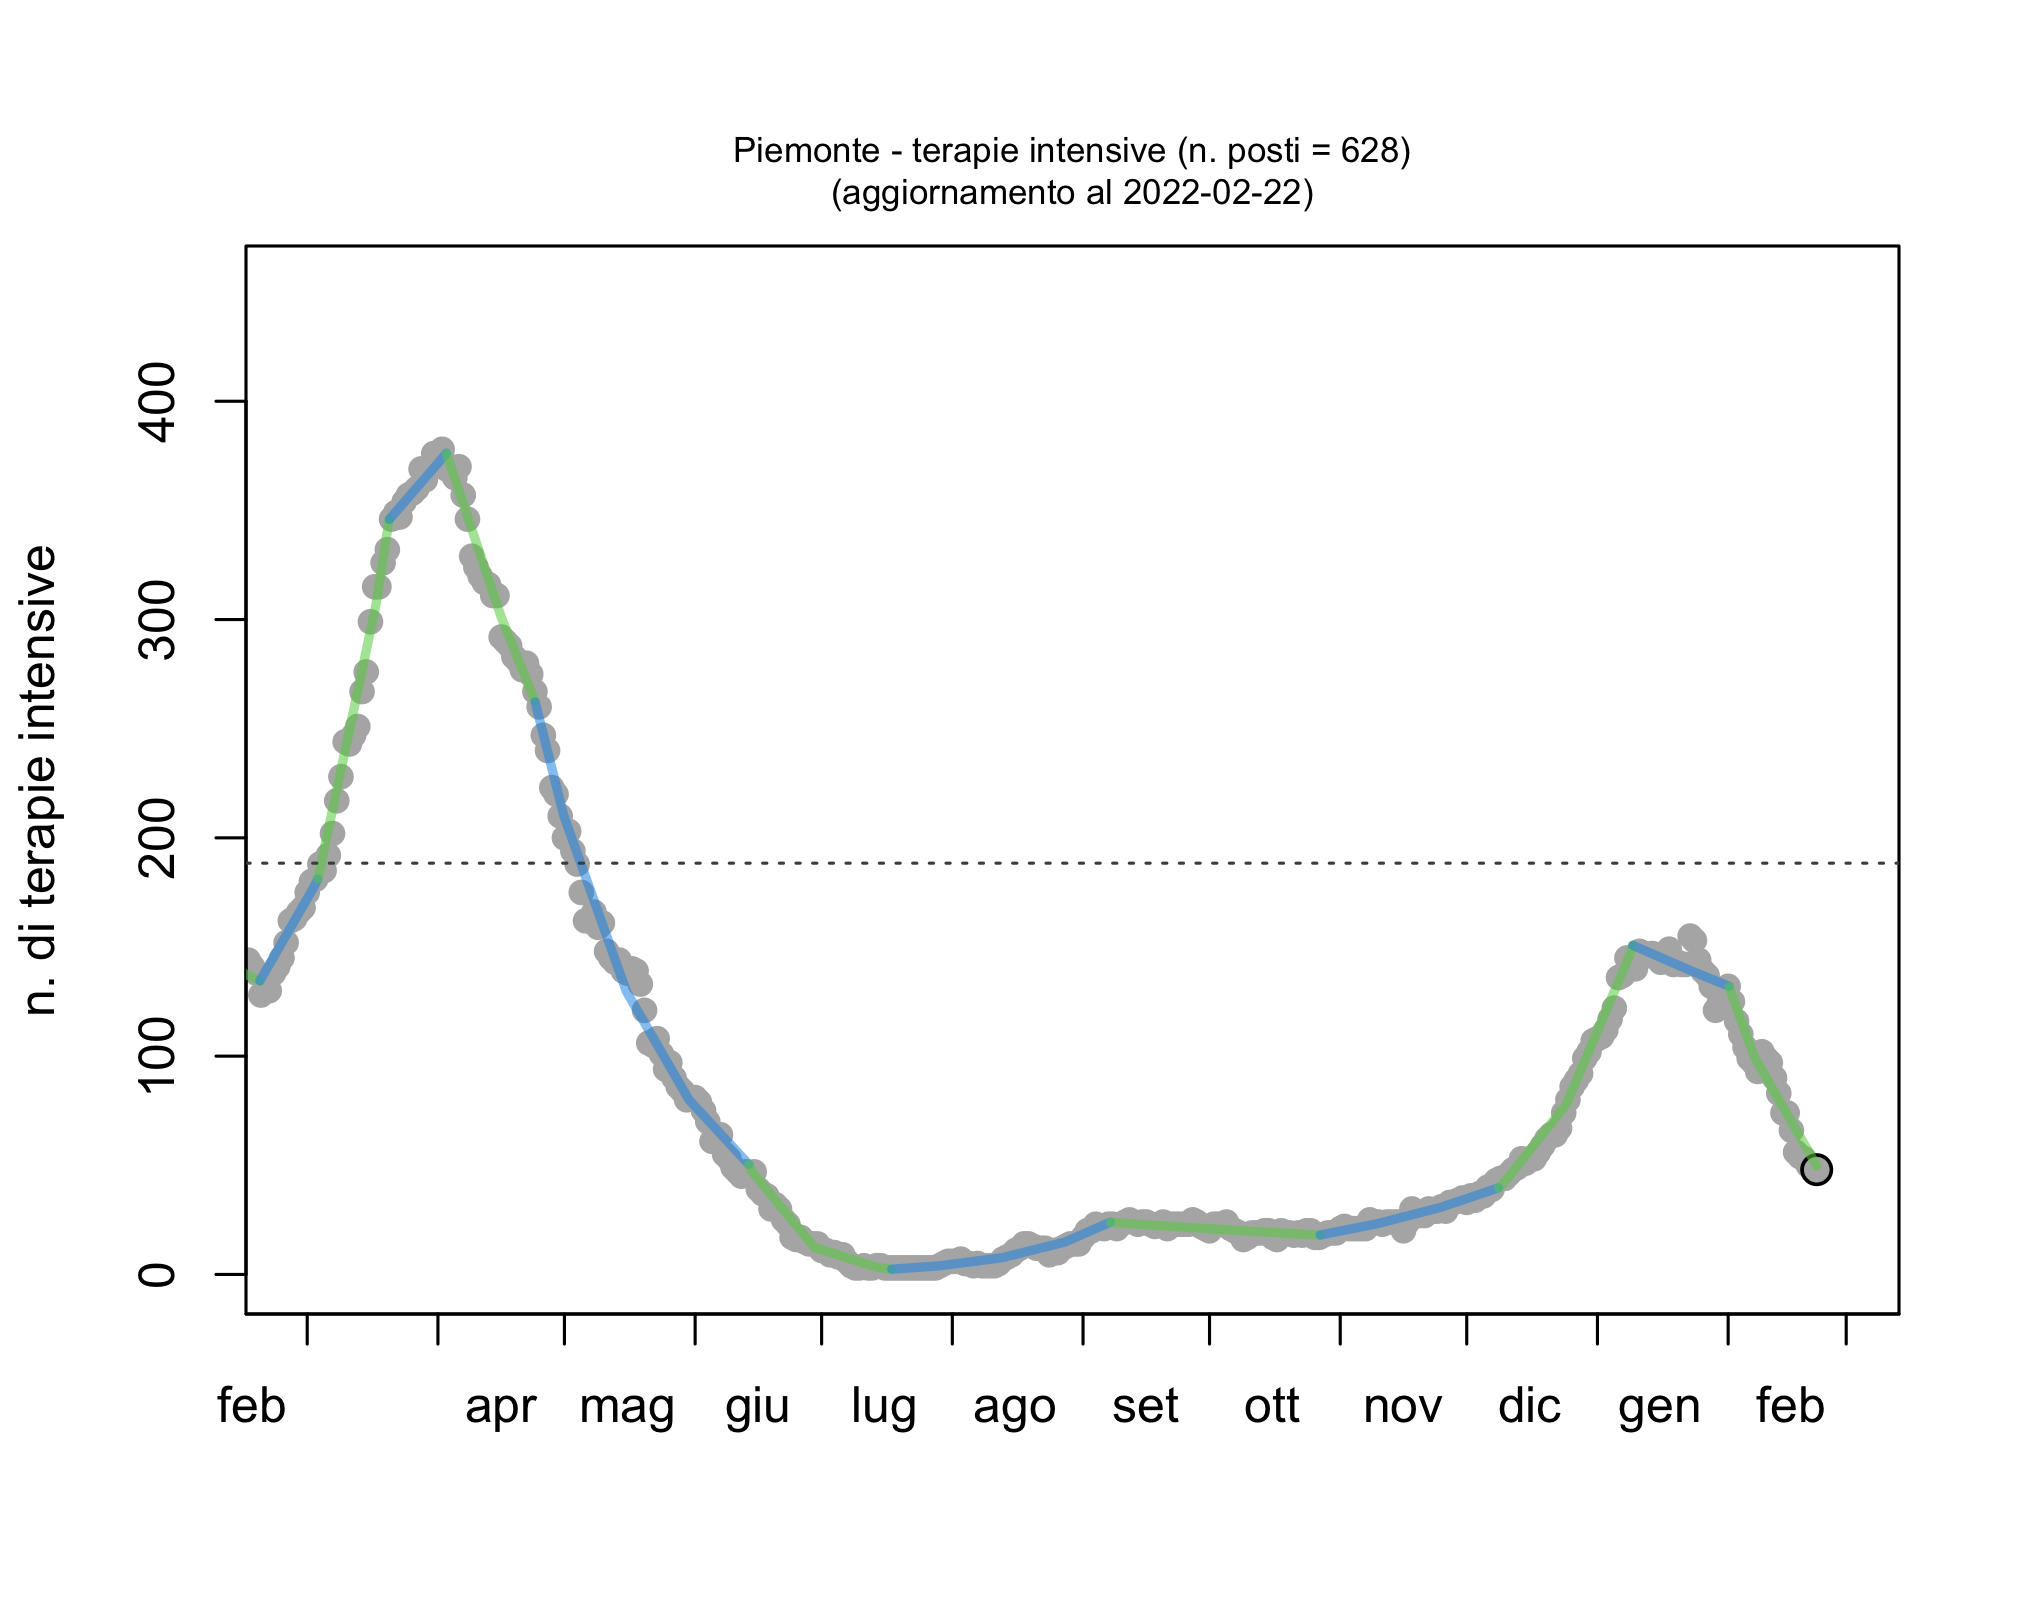 Piemonte - terapie intensive (n. posti = 628)
(aggiornamento al 2022-02-22)
n. di terapie intensive
400
300
200
100
0
feb apr mag giu lug ago set ott nov dic gen feb